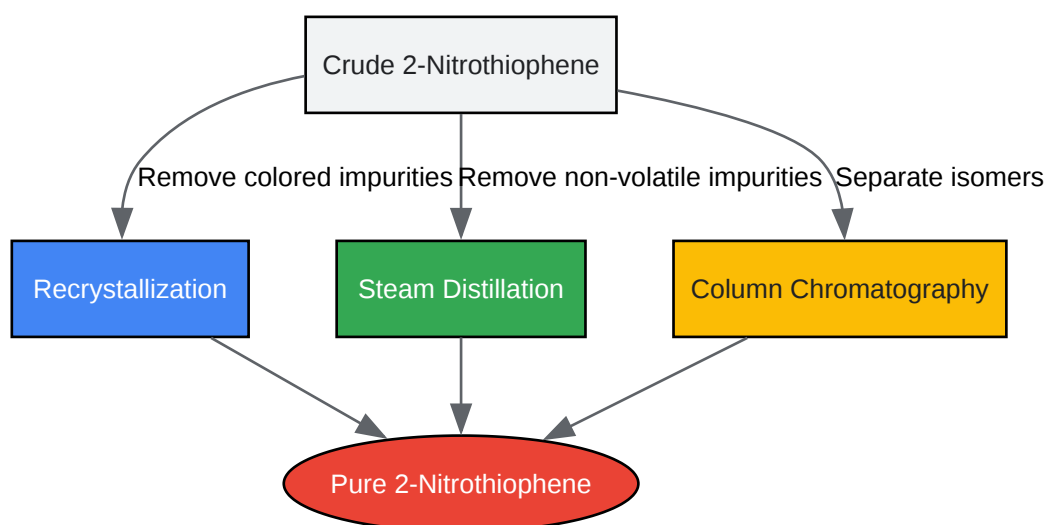 Crude 2-Nitrothiophene
Remove colored impurities
Remove non-volatile impurities
Separate isomers
Recrystallization
Steam Distillation
Column Chromatography
Pure 2-Nitrothiophene